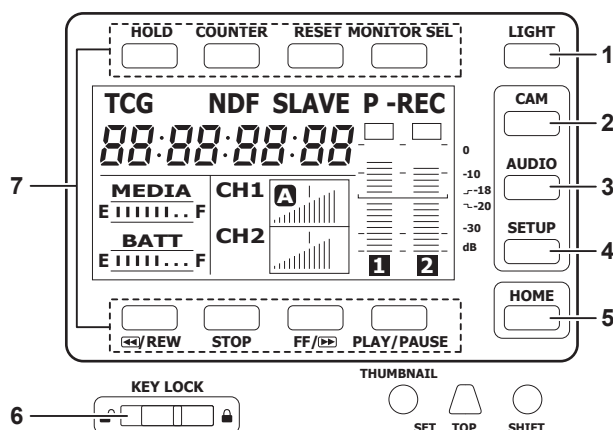 HOLD COUNTER RESET MONITOR SEL LIGHT
1
TCG NDF SLAVE P -REC
CAM
2
88:88:88:88
0
-10
-18
-20
-30
dB
AUDIO
3
7
MEDIA
E F
CH1 A
BATT
E F
CH2
1 2
SETUP
4
HOME
5
/REW STOP FF/ PLAY/PAUSE
KEY LOCK
6
THUMBNAIL
SET TOP SHIFT